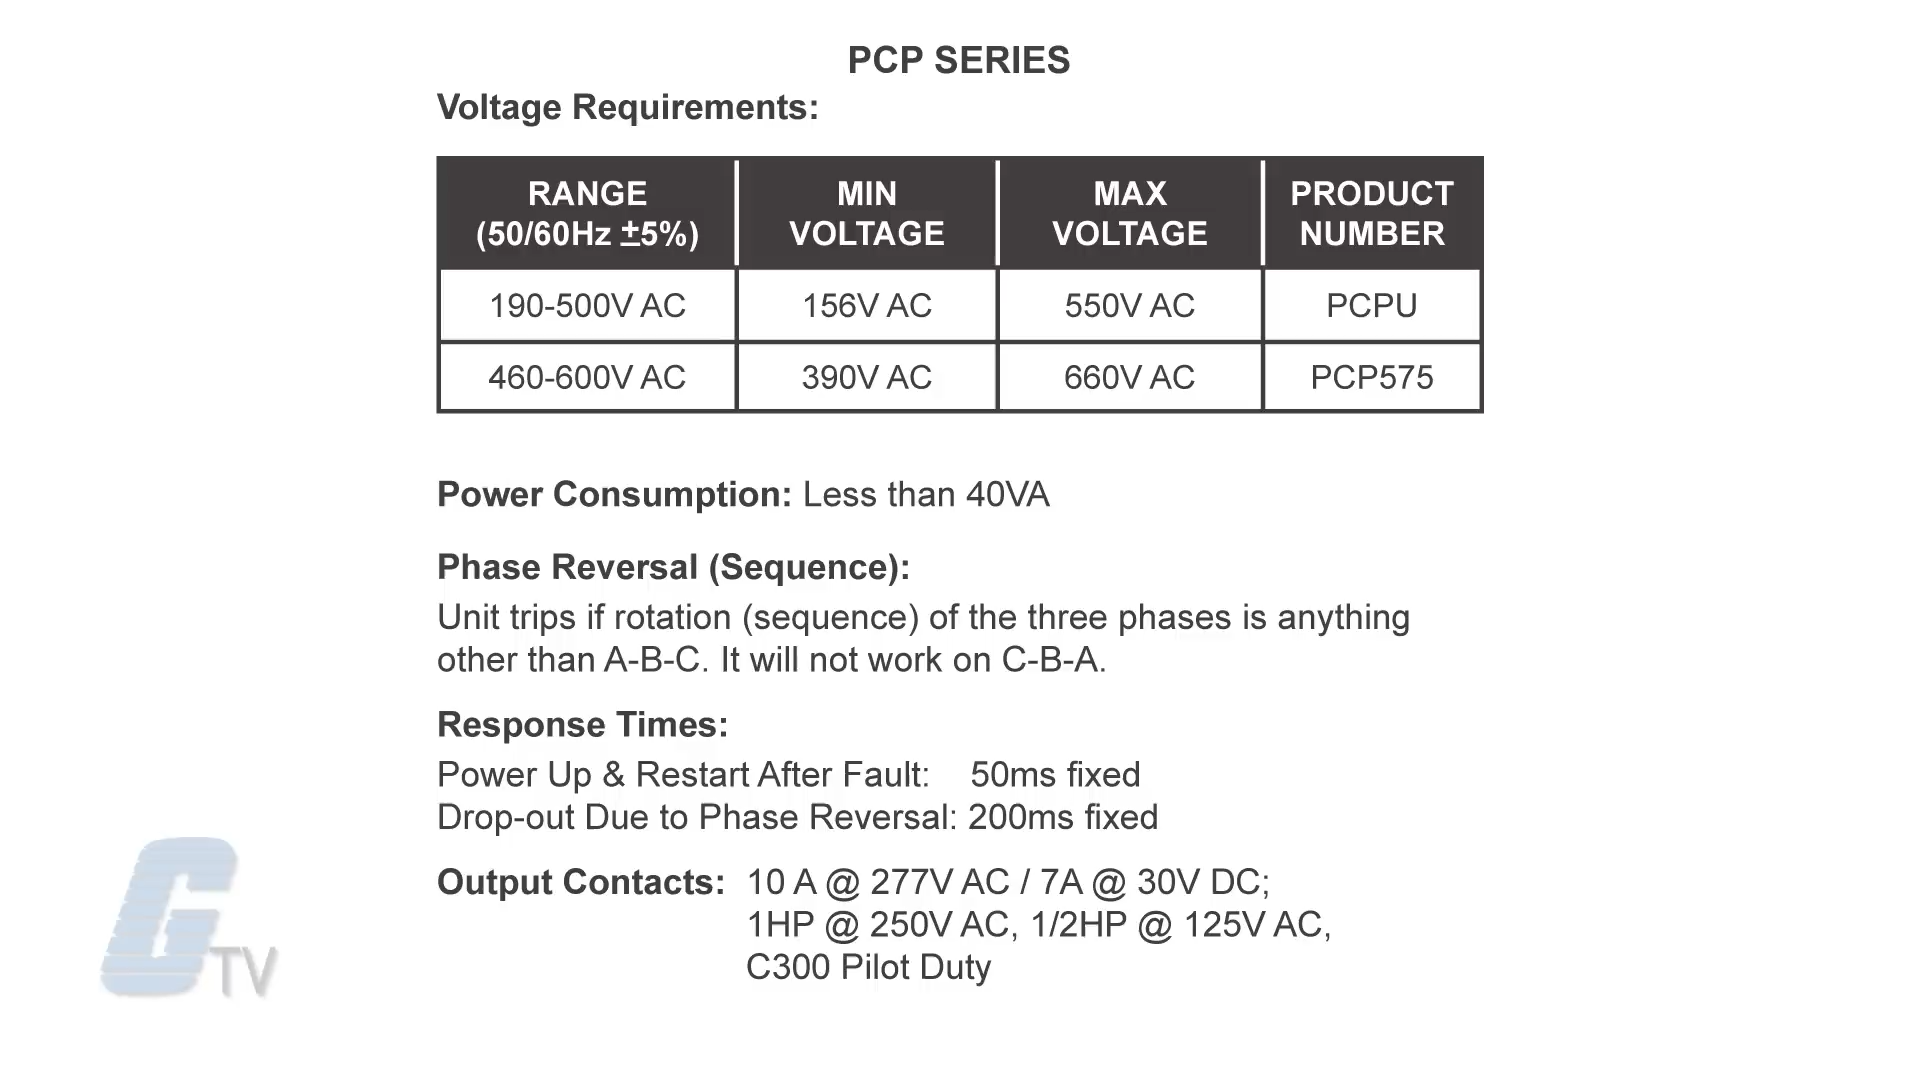 PCP SERIES
Voltage Requirements:
RANGE (50/60Hz ±5%) MIN VOLTAGE MAX VOLTAGE PRODUCT NUMBER
190-500V AC 156V AC 550V AC PCPU
460-600V AC 390V AC 660V AC PCP575
Power Consumption: Less than 40VA
Phase Reversal (Sequence):
Unit trips if rotation (sequence) of the three phases is anything
other than A-B-C. It will not work on C-B-A.
Response Times:
Power Up & Restart After Fault: 50ms fixed
Drop-out Due to Phase Reversal: 200ms fixed
Output Contacts: 10 A @ 277V AC / 7A @ 30V DC;
1HP @ 250V AC, 1/2HP @ 125V AC,
C300 Pilot Duty
GTV